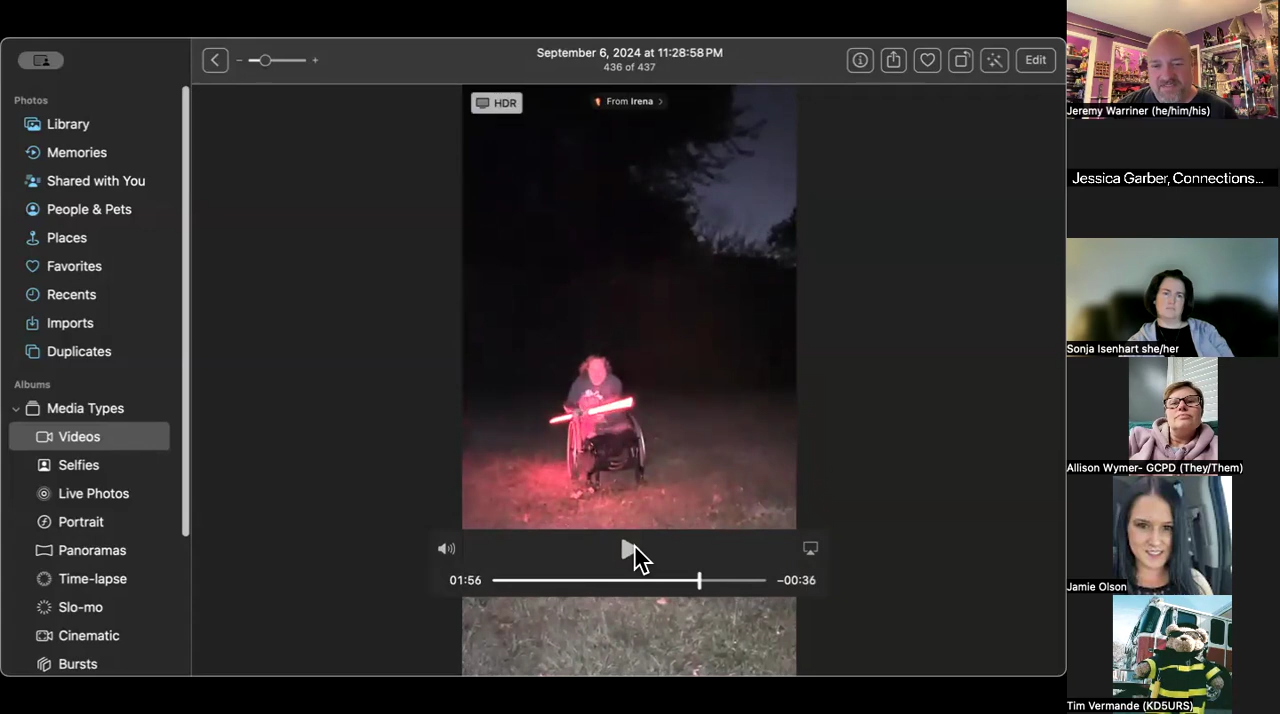 September 6, 2024 at 11:28:58 PM
436 of 437
Edit
Photos
Library
Memories
Shared with You
People & Pets
Places
Favorites
Recents
Imports
Duplicates
Albums
Media Types
Videos
Selfies
Live Photos
Portrait
Panoramas
Time-lapse
Slo-mo
Cinematic
Bursts
HDR
From Irena
01:56
−00:36
Jeremy Warriner (he/him/his)
Jessica Garber, Connections...
Sonja Isenhart she/her
Allison Wymer- GCPD (They/Them)
Jamie Olson
Tim Vermande (KD5URS)